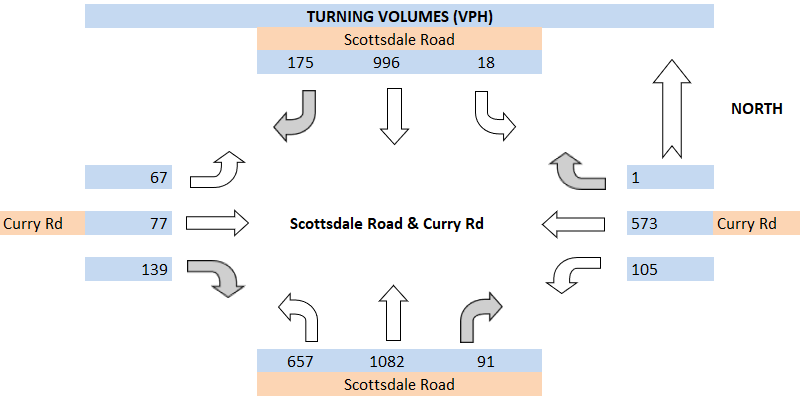 TURNING VOLUMES (VPH)
Scottsdale Road
175 996 18
NORTH
67 1
Curry Rd 77 Scottsdale Road & Curry Rd 573 Curry Rd
139 105
657 1082 91
Scottsdale Road